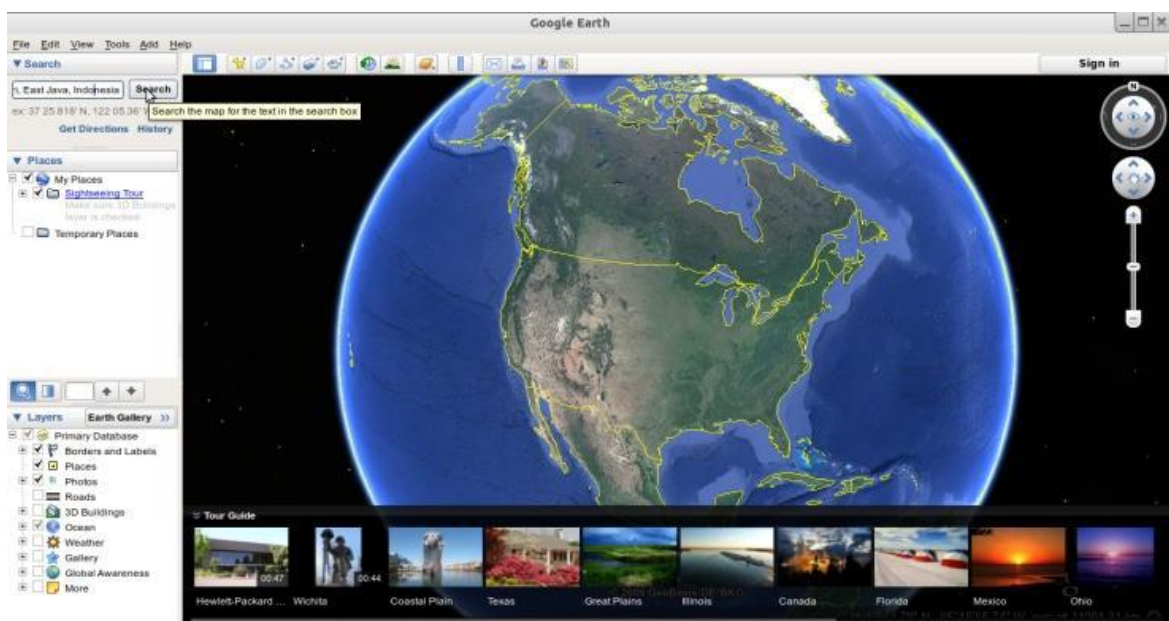 Google Earth
File Edit View Tools Add Help
Search
Sign in
East Java, Indonesia Search
ex: 37 25.818' N, 122 05.36'
Search the map for the text in the search box
Get Directions History
N
Places
My Places
Sightseeing Tour
Make sure 3D Buildings
layer is checked
Temporary Places
Layers Earth Gallery >>
Primary Database
Borders and Labels
Places
Photos
Roads
3D Buildings
Ocean
Weather
Gallery
Global Awareness
More
Tour Guide
00:47 00:44
Hewlett-Packard ... Wichita Coastal Plain Texas Great Plains Illinois Canada Florida Mexico Ohio